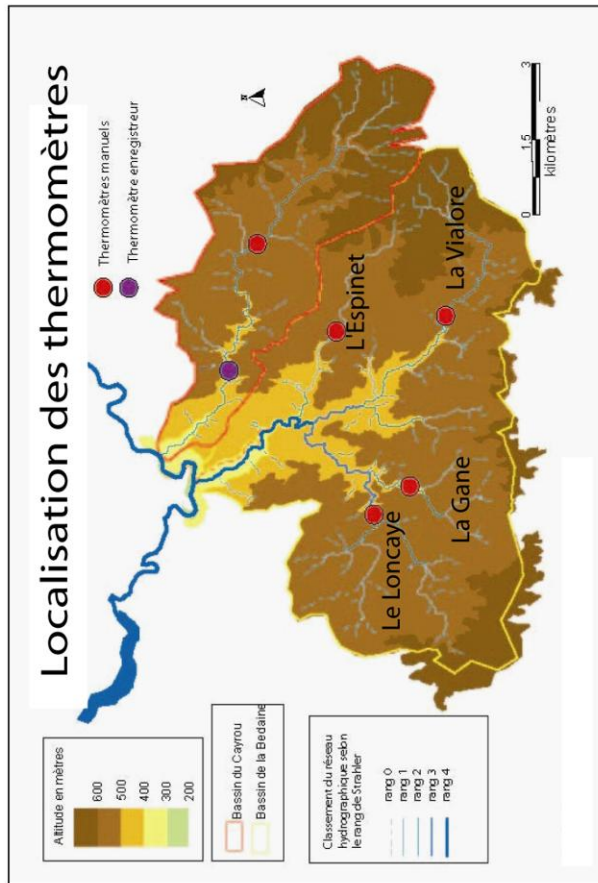 Localisation des thermomètres
Thermomètres manuels
Thermomètre enregistreur
N
L'Espinet
La Vialore
La Gane
Le Loncaye
0 1.5 3
kilomètres
Altitude en mètres
600
500
400
300
200
Bassin du Cayrou
Bassin de la Bedaine
Classement du réseau
hydrographique selon
le rang de Strahler
rang 0
rang 1
rang 2
rang 3
rang 4